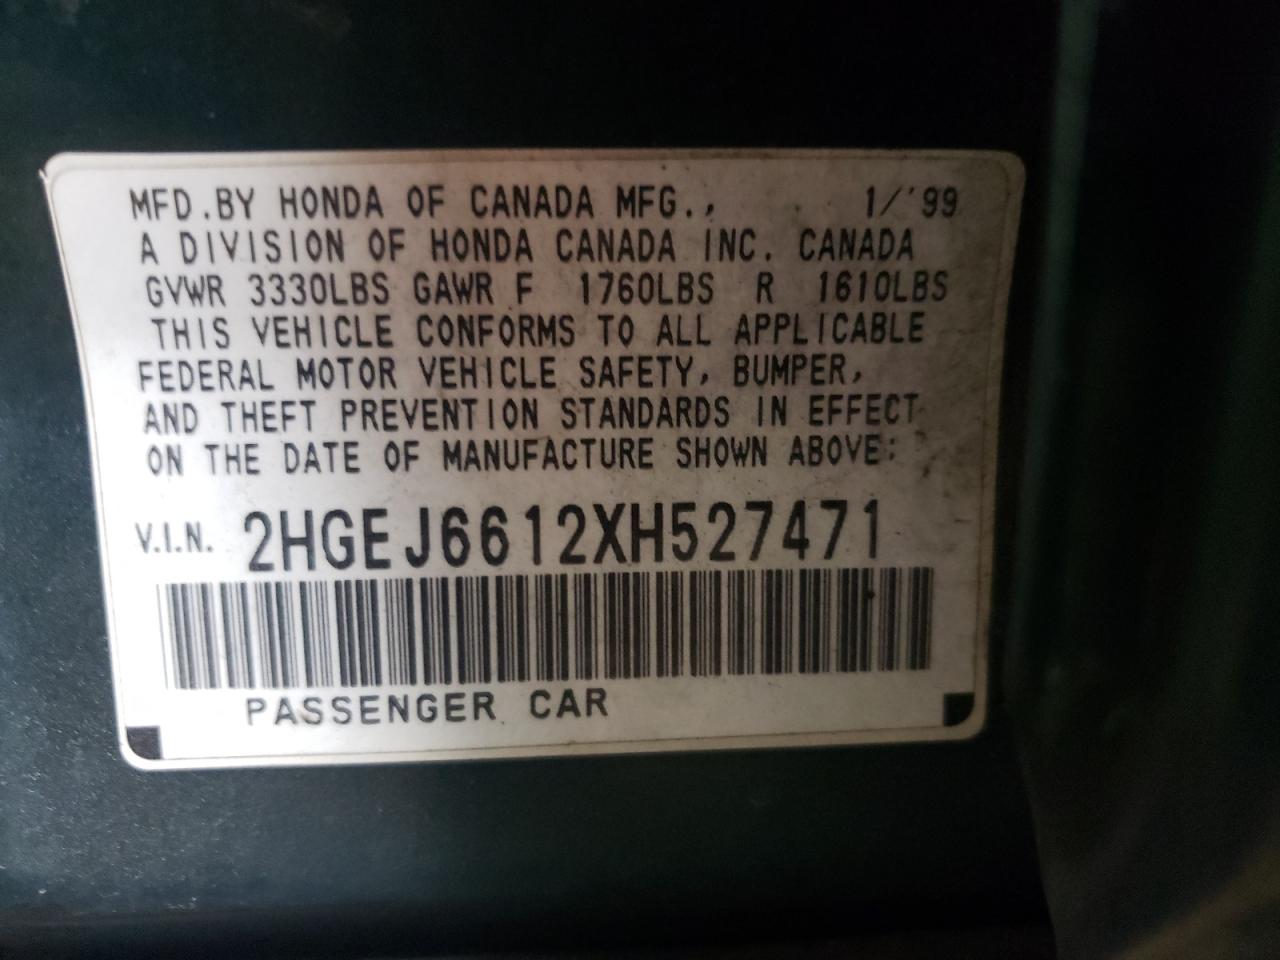 MFD.BY HONDA OF CANADA MFG., 1/'99
A DIVISION OF HONDA CANADA INC. CANADA
GVWR 3330LBS GAWR F 1760LBS R 1610LBS
THIS VEHICLE CONFORMS TO ALL APPLICABLE
FEDERAL MOTOR VEHICLE SAFETY, BUMPER,
AND THEFT PREVENTION STANDARDS IN EFFECT
ON THE DATE OF MANUFACTURE SHOWN ABOVE:
V.I.N. 2HGEJ6612XH527471
PASSENGER CAR